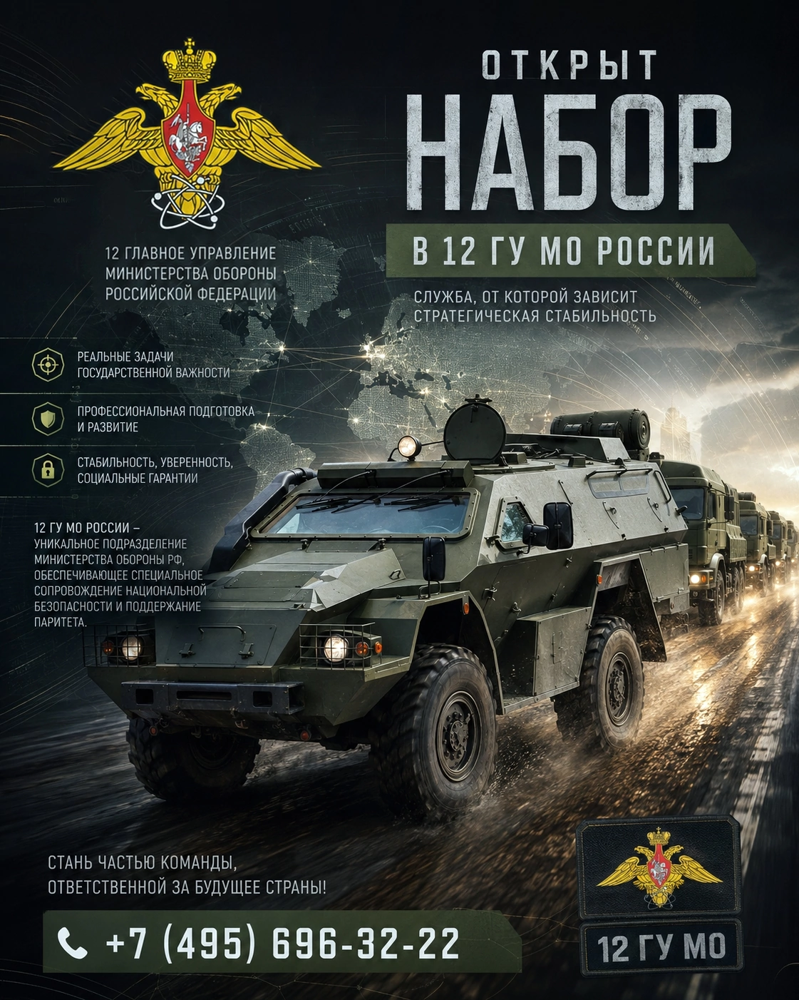 ОТКРЫТ
НАБОР
В 12 ГУ МО РОССИИ
СЛУЖБА, ОТ КОТОРОЙ ЗАВИСИТ
СТРАТЕГИЧЕСКАЯ СТАБИЛЬНОСТЬ
12 ГЛАВНОЕ УПРАВЛЕНИЕ
МИНИСТЕРСТВА ОБОРОНЫ
РОССИЙСКОЙ ФЕДЕРАЦИИ
РЕАЛЬНЫЕ ЗАДАЧИ
ГОСУДАРСТВЕННОЙ ВАЖНОСТИ
ПРОФЕССИОНАЛЬНАЯ ПОДГОТОВКА
И РАЗВИТИЕ
СТАБИЛЬНОСТЬ, УВЕРЕННОСТЬ,
СОЦИАЛЬНЫЕ ГАРАНТИИ
12 ГУ МО РОССИИ –
УНИКАЛЬНОЕ ПОДРАЗДЕЛЕНИЕ
МИНИСТЕРСТВА ОБОРОНЫ РФ,
ОБЕСПЕЧИВАЮЩЕЕ СПЕЦИАЛЬНОЕ
СОПРОВОЖДЕНИЕ НАЦИОНАЛЬНОЙ
БЕЗОПАСНОСТИ И ПОДДЕРЖАНИЕ
ПАРИТЕТА.
СТАНЬ ЧАСТЬЮ КОМАНДЫ,
ОТВЕТСТВЕННОЙ ЗА БУДУЩЕЕ СТРАНЫ!
+7 (495) 696-32-22
12 ГУ МО